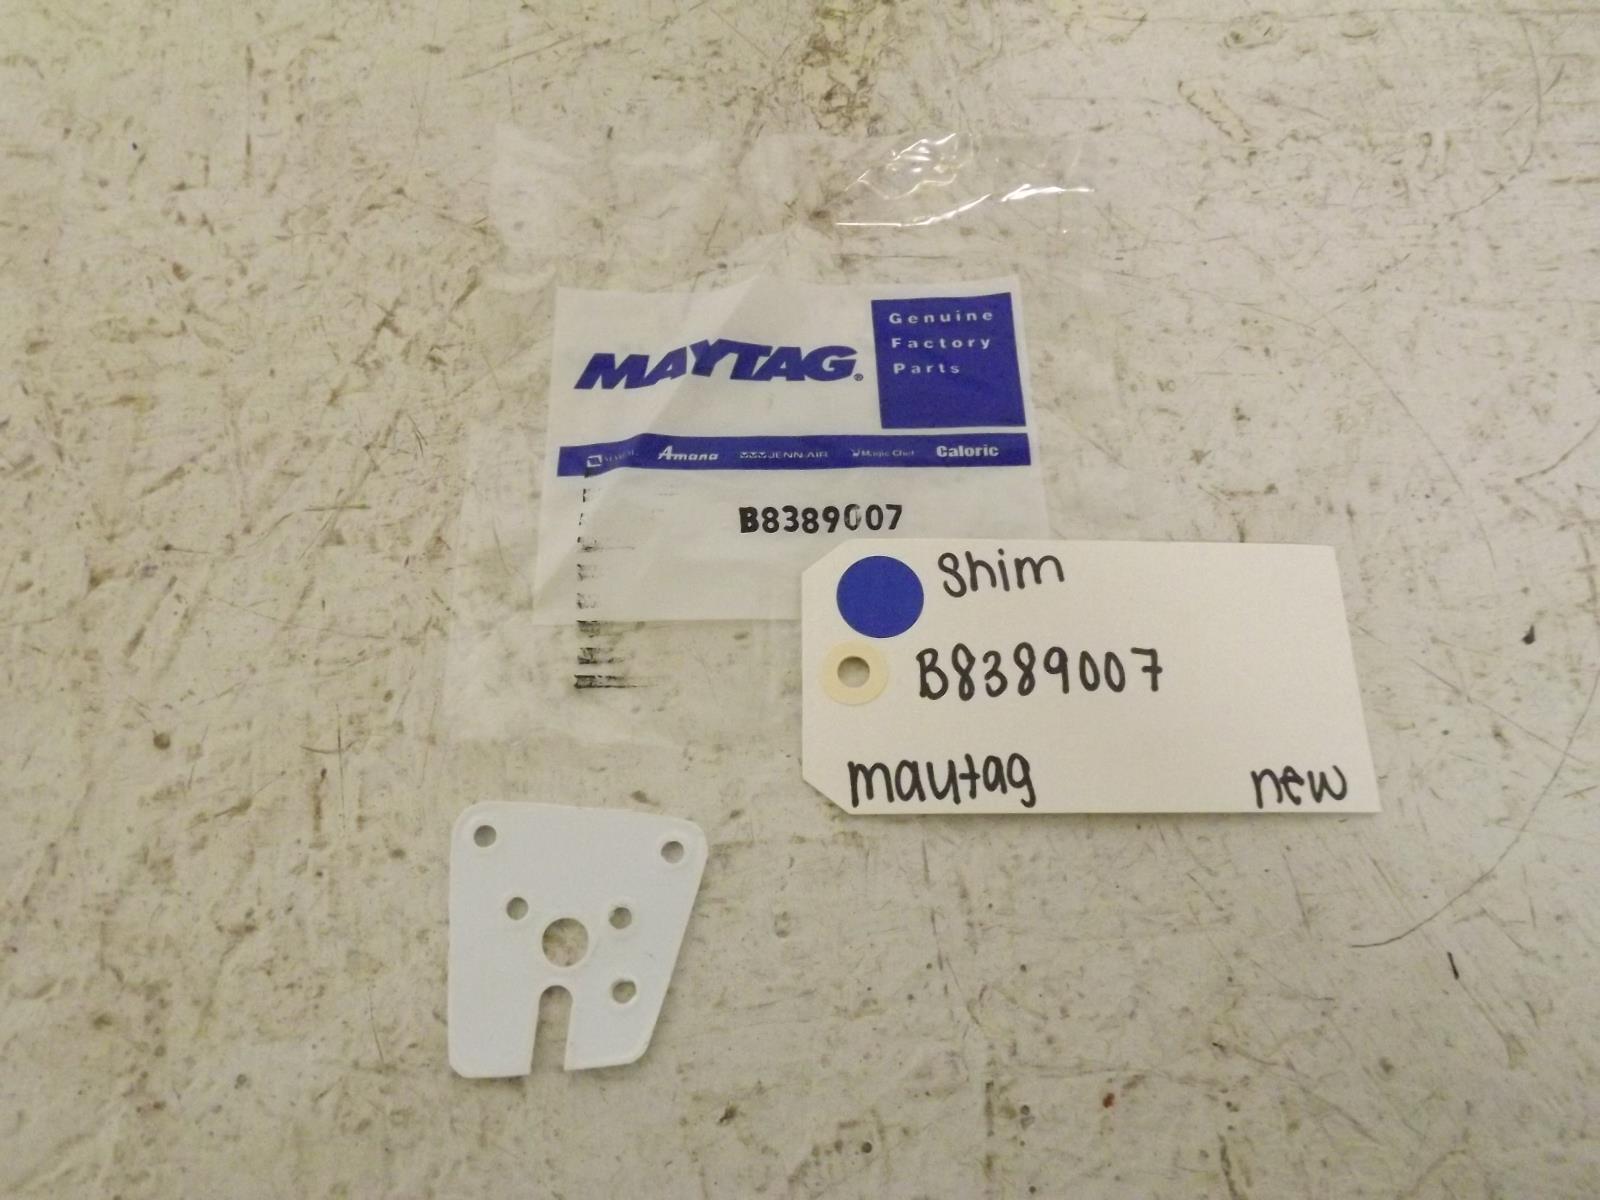 MAYTAG®
Genuine
Factory
Parts
Amana JENN-AIR Magic Chef Caloric
B8389007
Shim
B8389007
maytag new